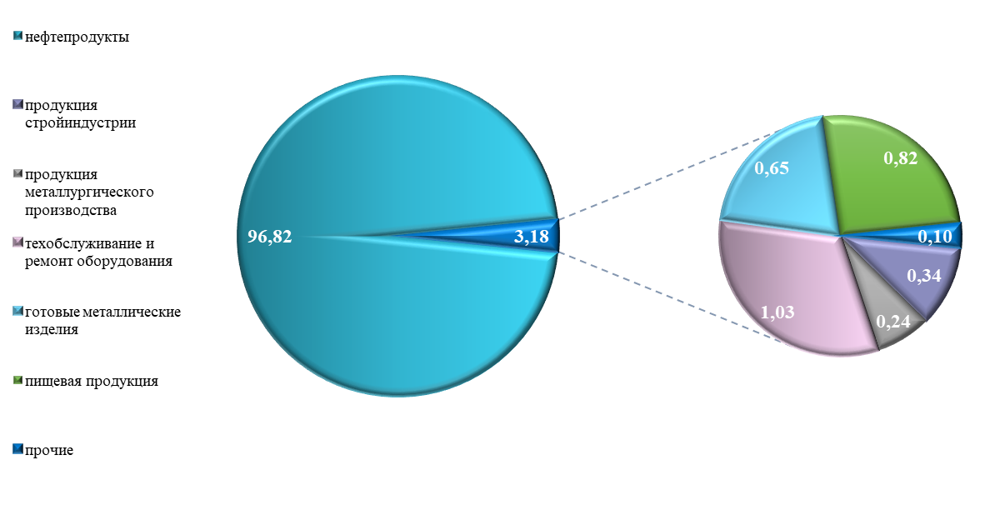 нефтепродукты
продукция
стройиндустрии
продукция
металлургического
производства
техобслуживание и
ремонт оборудования
готовые металлические
изделия
пищевая продукция
прочие
96,82
3,18
0,65
0,82
0,10
0,34
0,24
1,03